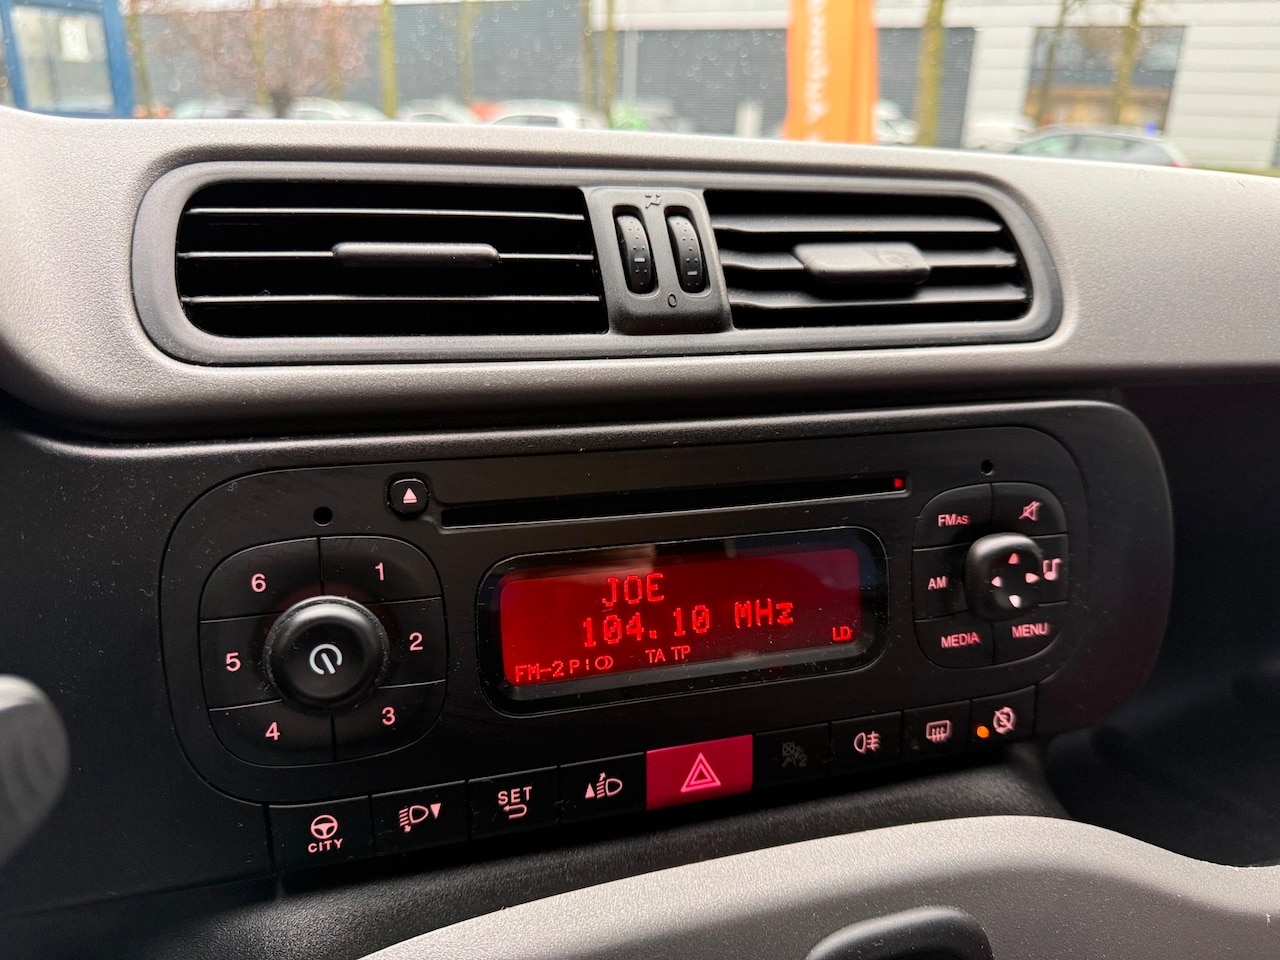 0
6
1
5
2
4
3
JOE
104.10 MHz
FM-2 P I TA TP
LD
FMAS
AM
MEDIA
MENU
CITY
SET